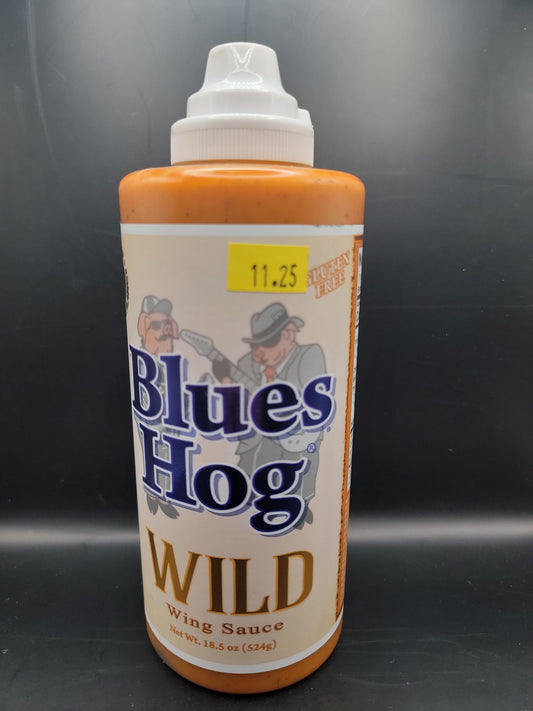 11.25
GLUTEN
FREE
Blues
Hog®
WILD
Wing Sauce
Net Wt. 18.5 oz (524g)